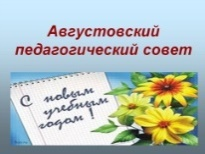 Августовский
педагогический совет
С новым
учебным
годом !